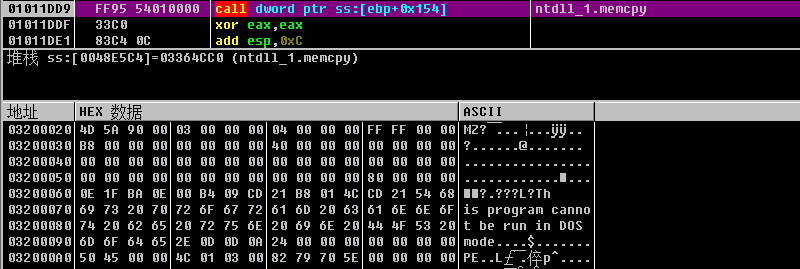 01011DD9 FF95 54010000 call dword ptr ss:[ebp+0x154] ntdll_1.memcpy
01011DDF 33C0 xor eax,eax
01011DE1 83C4 0C add esp,0xC
堆栈 ss:[0048E5C4]=03364CC0 (ntdll_1.memcpy)
地址 HEX 数据 ASCII
03200020 4D 5A 90 00 03 00 00 00 04 00 00 00 FF FF 00 00 MZ?
03200030 B8 00 00 00 00 00 00 00 40 00 00 00 00 00 00 00 ?......@.......
03200040 00 00 00 00 00 00 00 00 00 00 00 00 00 00 00 00 ................
03200050 00 00 00 00 00 00 00 00 00 00 00 00 80 00 00 00
03200060 0E 1F BA 0E 00 B4 09 CD 21 B8 01 4C CD 21 54 68 ?.???L?Th
03200070 69 73 20 70 72 6F 67 72 61 6D 20 63 61 6E 6E 6F is program canno
03200080 74 20 62 65 20 72 75 6E 20 69 6E 20 44 4F 53 20 t be run in DOS
03200090 6D 6F 64 65 2E 0D 0D 0A 24 00 00 00 00 00 00 00 mode....$.......
032000A0 50 45 00 00 4C 01 03 00 82 79 70 5E 00 00 00 00 PE..L